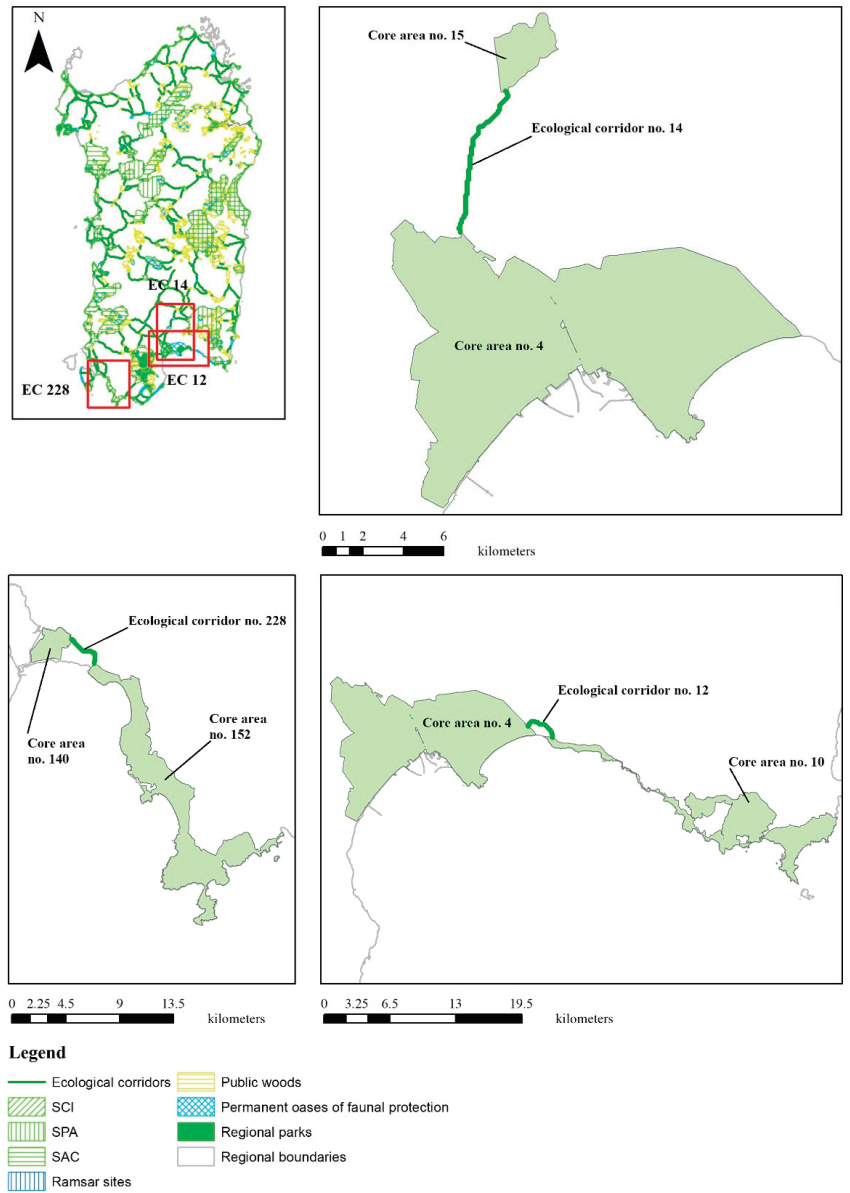 N
EC 14
EC 12
EC 228
Core area no. 15
Ecological corridor no. 14
Core area no. 4
0 1 2 4 6
kilometers
Ecological corridor no. 228
Core area
no. 140
Core area
no. 152
0 2.25 4.5 9 13.5
kilometers
Ecological corridor no. 12
Core area no. 4
Core area no. 10
0 3.25 6.5 13 19.5
kilometers
Legend
Ecological corridors
SCI
SPA
SAC
Ramsar sites
Public woods
Permanent oases of faunal protection
Regional parks
Regional boundaries